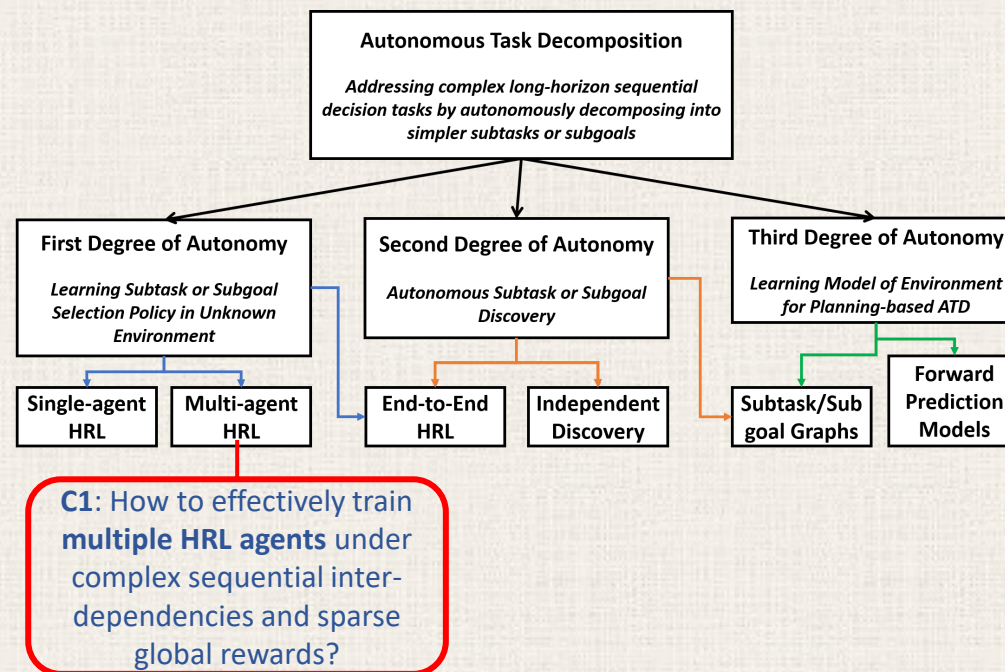 Autonomous Task Decomposition
Addressing complex long-horizon sequential
decision tasks by autonomously decomposing into
simpler subtasks or subgoals
First Degree of Autonomy
Learning Subtask or Subgoal
Selection Policy in Unknown
Environment
Second Degree of Autonomy
Autonomous Subtask or Subgoal
Discovery
Third Degree of Autonomy
Learning Model of Environment
for Planning-based ATD
Single-agent
HRL
Multi-agent
HRL
End-to-End
HRL
Independent
Discovery
Subtask/Sub
goal Graphs
Forward
Prediction
Models
C1: How to effectively train
multiple HRL agents under
complex sequential inter-
dependencies and sparse
global rewards?